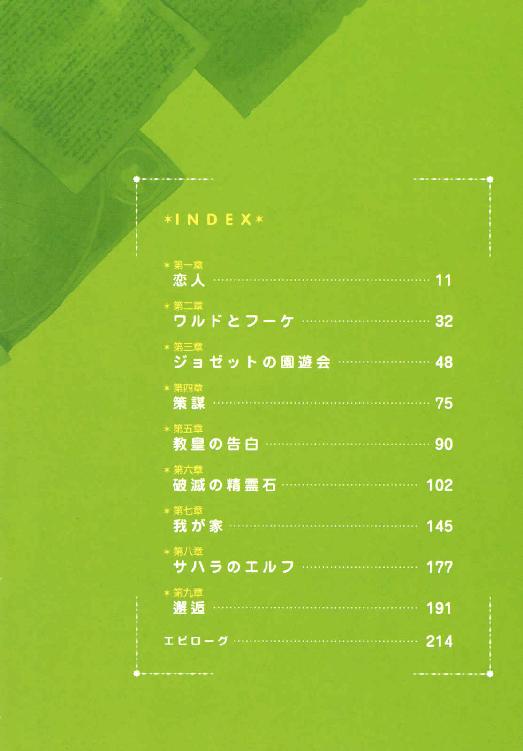 *INDEX*
* 第一章
恋人 11
* 第二章
ワルドとフーケ 32
* 第三章
ジョゼットの園遊会 48
* 第四章
策謀 75
* 第五章
教皇の告白 90
* 第六章
破滅の精霊石 102
* 第七章
我が家 145
* 第八章
サハラのエルフ 177
* 第九章
邂逅 191
エピローグ 214